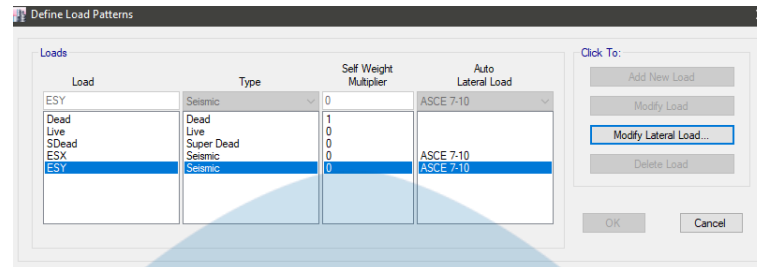 Define Load Patterns
Loads
Click To:
Load Type Self Weight Multiplier Auto Lateral Load
ESY Seismic 0 ASCE 7-10
Dead Dead 1
Live Live 0
SDead Super Dead 0
ESX Seismic 0 ASCE 7-10
ESY Seismic 0 ASCE 7-10
Add New Load
Modify Load
Modify Lateral Load...
Delete Load
OK Cancel